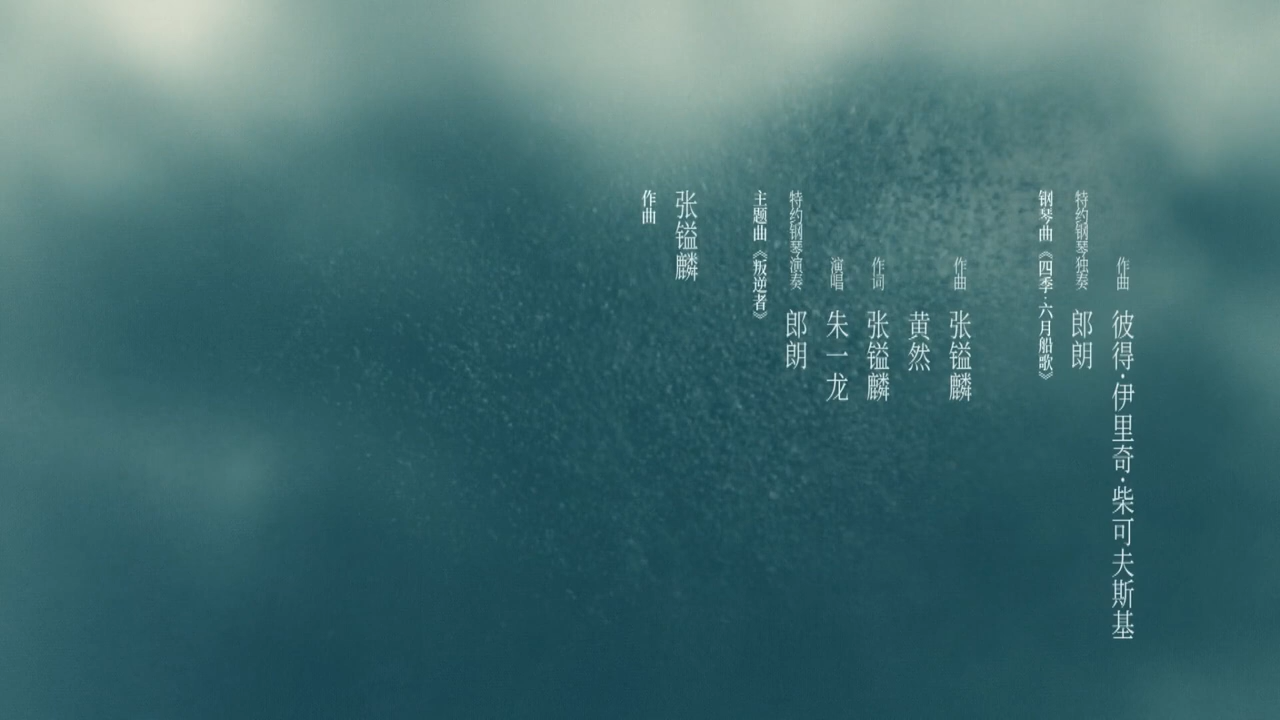 作曲
张镒麟
主题曲《叛逆者》
特约钢琴演奏 郎朗
演唱 朱一龙
作词 张镒麟
黄然
作曲 张镒麟
钢琴曲《四季:六月船歌》
特约钢琴独奏 郎朗
作曲 彼得·伊里奇·柴可夫斯基